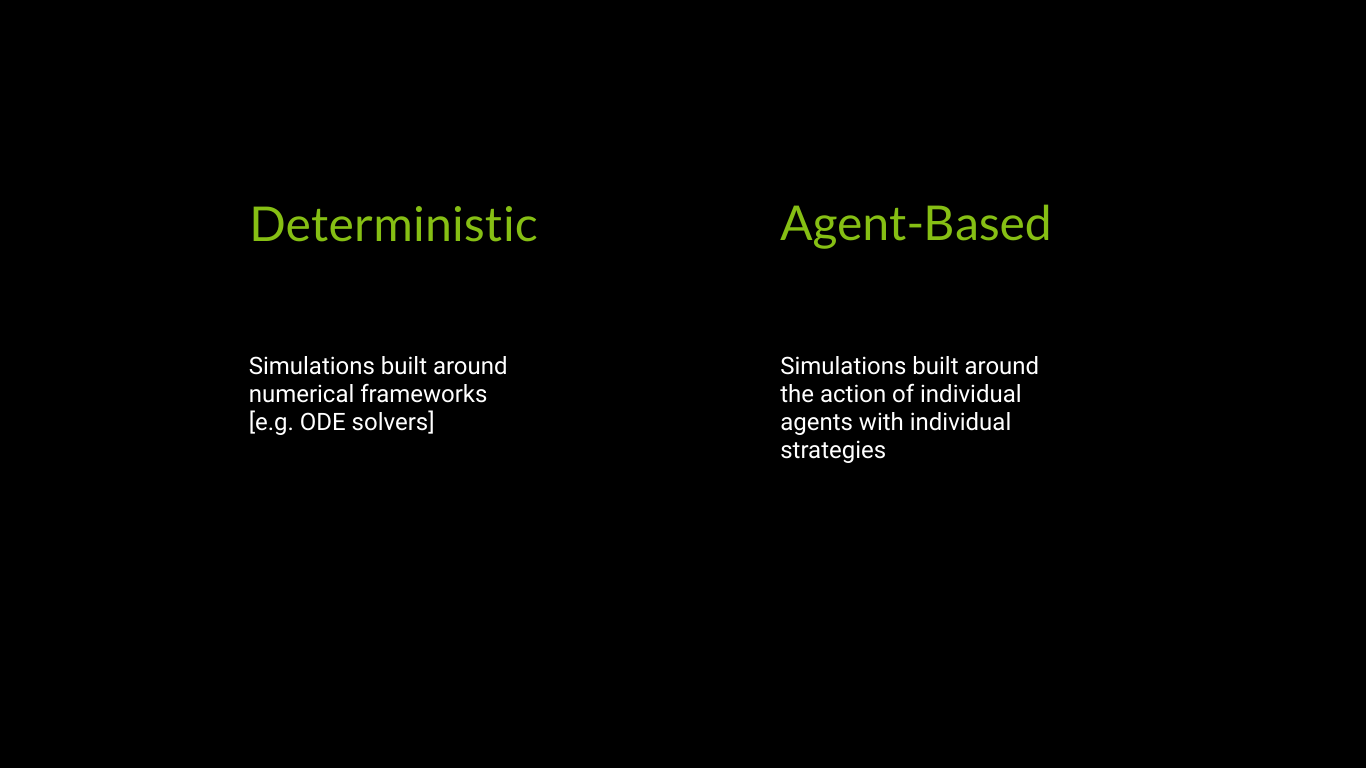 Deterministic
Simulations built around
numerical frameworks
[e.g. ODE solvers]
Agent-Based
Simulations built around
the action of individual
agents with individual
strategies